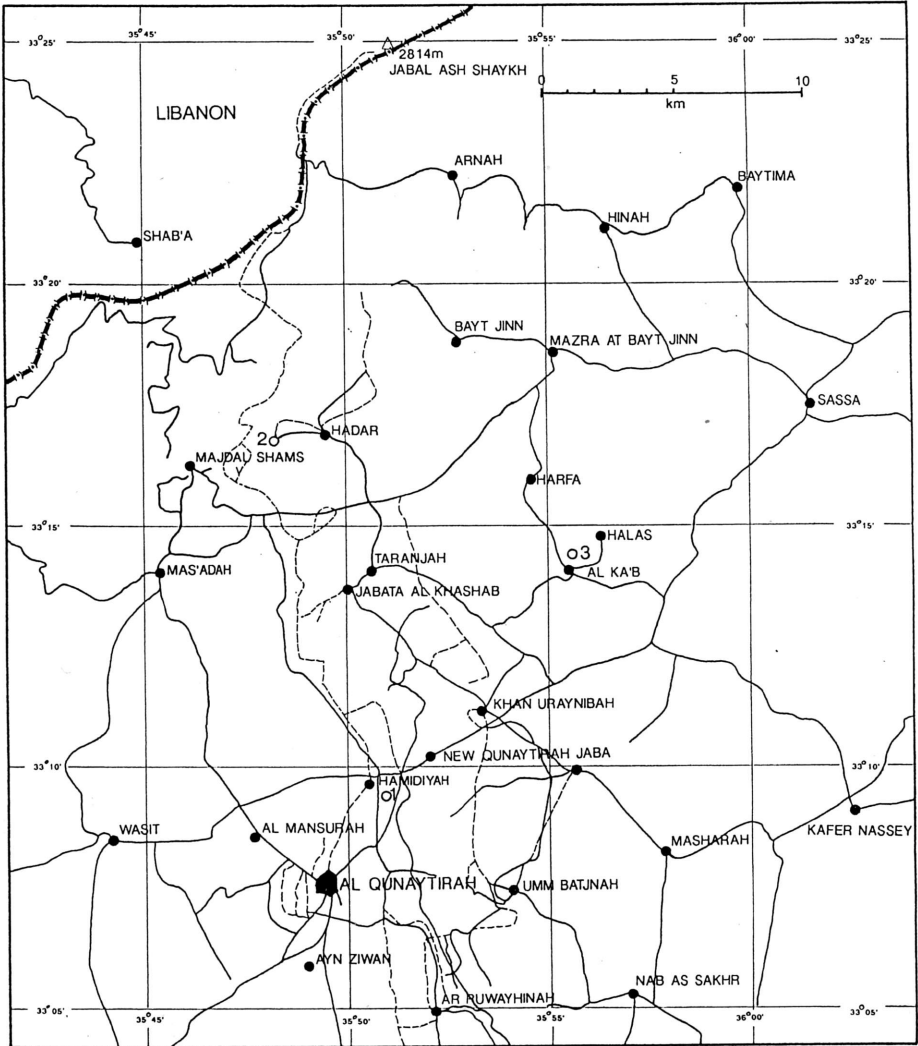 35°45' 35°50' 35°55' 36°00'
33°25' 33°25'
2814m
JABAL ASH SHAYKH
0 5 10
km
LIBANON
ARNAH
BAYTIMA
HINAH
SHAB'A
33°20' 33°20'
BAYT JINN
MAZRA AT BAYT JINN
SASSA
HADAR
2
MAJDAL SHAMS
HARFA
33°15' 33°15'
HALAS
3
TARANJAH
AL KA'B
MAS'ADAH
JABATA AL KHASHAB
KHAN URAYNIBAH
NEW QUNAYTIRAH JABA
33°10' 33°10'
HAMIDIYAH
1
KAFER NASSEY
WASIT
AL MANSURAH
MASHARAH
AL QUNAYTIRAH
UMM BATJNAH
AYN ZIWAN
NAB AS SAKHR
AR RUWAYHINAH
33°05' 33°05'
35°45' 35°50' 35°55' 36°00'